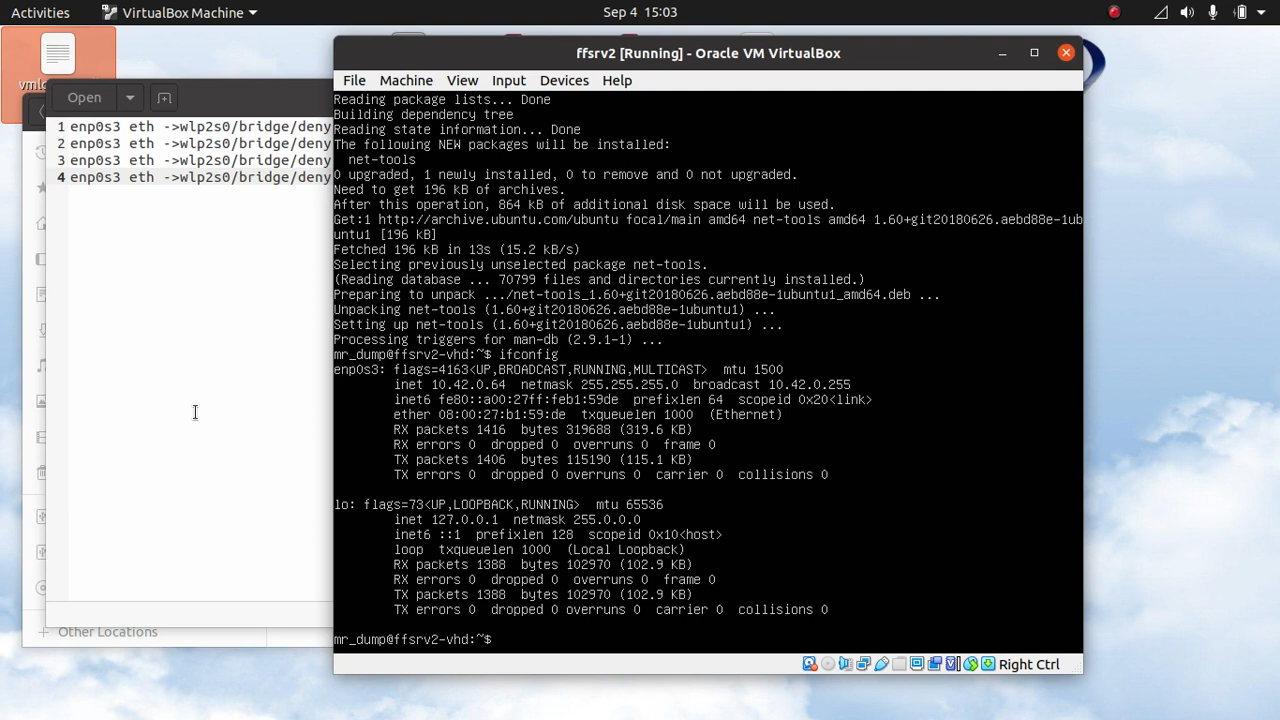 Activities
VirtualBox Machine
Sep 4 15:03
ffsrv2 [Running] - Oracle VM VirtualBox
File Machine View Input Devices Help
Open
1 enp0s3 eth ->wlp2s0/bridge/deny
2 enp0s3 eth ->wlp2s0/bridge/deny
3 enp0s3 eth ->wlp2s0/bridge/deny
4 enp0s3 eth ->wlp2s0/bridge/deny
Other Locations
Reading package lists... Done
Building dependency tree
Reading state information... Done
The following NEW packages will be installed:
net-tools
0 upgraded, 1 newly installed, 0 to remove and 0 not upgraded.
Need to get 196 kB of archives.
After this operation, 864 kB of additional disk space will be used.
Get:1 http://archive.ubuntu.com/ubuntu focal/main amd64 net-tools amd64 1.60+git20180626.aebd88e-1ub
untu1 [196 kB]
Fetched 196 kB in 13s (15.2 kB/s)
Selecting previously unselected package net-tools.
(Reading database ... 70799 files and directories currently installed.)
Preparing to unpack .../net-tools_1.60+git20180626.aebd88e-1ubuntu1_amd64.deb ...
Unpacking net-tools (1.60+git20180626.aebd88e-1ubuntu1) ...
Setting up net-tools (1.60+git20180626.aebd88e-1ubuntu1) ...
Processing triggers for man-db (2.9.1-1) ...
mr_dump@ffsrv2-vhd:~$ ifconfig
enp0s3: flags=4163<UP,BROADCAST,RUNNING,MULTICAST> mtu 1500
inet 10.42.0.64 netmask 255.255.255.0 broadcast 10.42.0.255
inet6 fe80::a00:27ff:feb1:59de prefixlen 64 scopeid 0x20<link>
ether 08:00:27:b1:59:de txqueuelen 1000 (Ethernet)
RX packets 1416 bytes 319688 (319.6 KB)
RX errors 0 dropped 0 overruns 0 frame 0
TX packets 1406 bytes 115190 (115.1 KB)
TX errors 0 dropped 0 overruns 0 carrier 0 collisions 0
lo: flags=73<UP,LOOPBACK,RUNNING> mtu 65536
inet 127.0.0.1 netmask 255.0.0.0
inet6 ::1 prefixlen 128 scopeid 0x10<host>
loop txqueuelen 1000 (Local Loopback)
RX packets 1388 bytes 102970 (102.9 KB)
RX errors 0 dropped 0 overruns 0 frame 0
TX packets 1388 bytes 102970 (102.9 KB)
TX errors 0 dropped 0 overruns 0 carrier 0 collisions 0
mr_dump@ffsrv2-vhd:~$
Right Ctrl